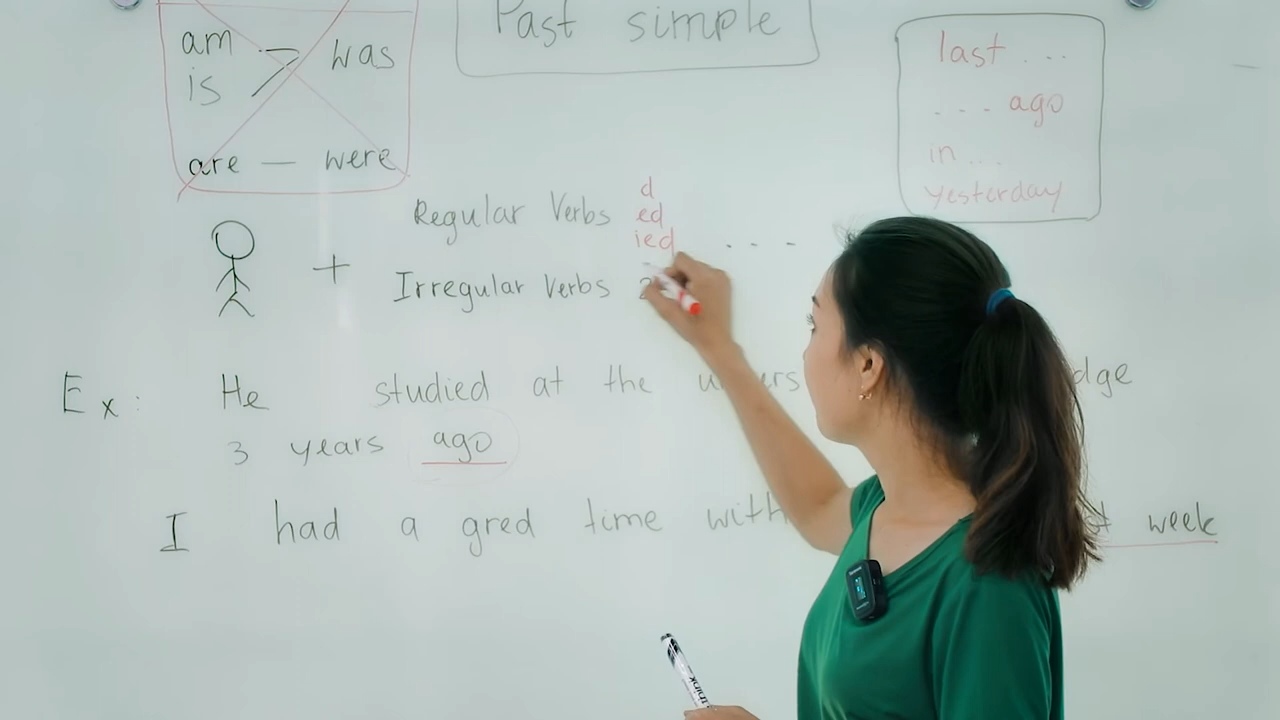 Past simple
am
is > was
are — were
last ...
... ago
in ...
yesterday
Regular Verbs d
ed
ied ...
+ Irregular Verbs
Ex: He studied at the
3 years ago
I had a gred time with week